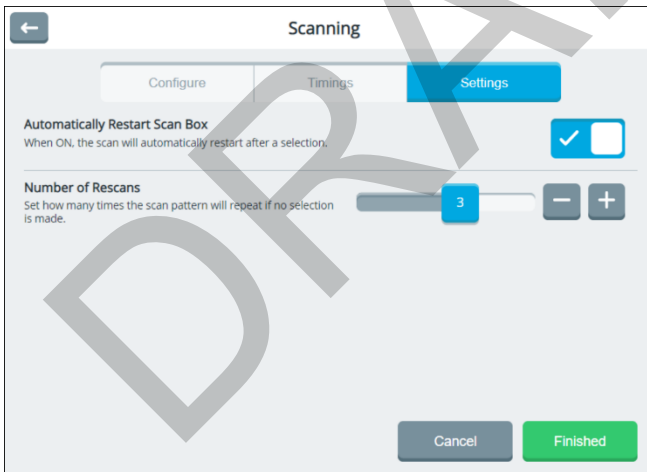 Scanning
Configure Timings Settings
Automatically Restart Scan Box
When ON, the scan will automatically restart after a selection.
Number of Rescans
Set how many times the scan pattern will repeat if no selection
is made.
3
Cancel Finished
DRA